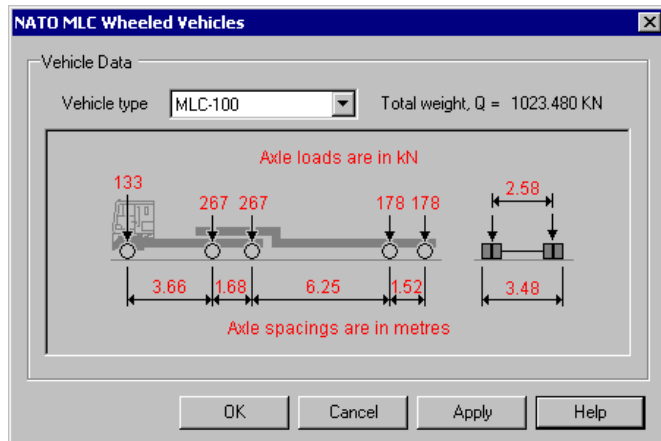 NATO MLC Wheeled Vehicles
Vehicle Data
Vehicle type MLC-100 Total weight, Q = 1023.480 KN
Axle loads are in kN
133
267 267 178 178
2.58
3.66 1.68 6.25 1.52 3.48
Axle spacings are in metres
OK Cancel Apply Help